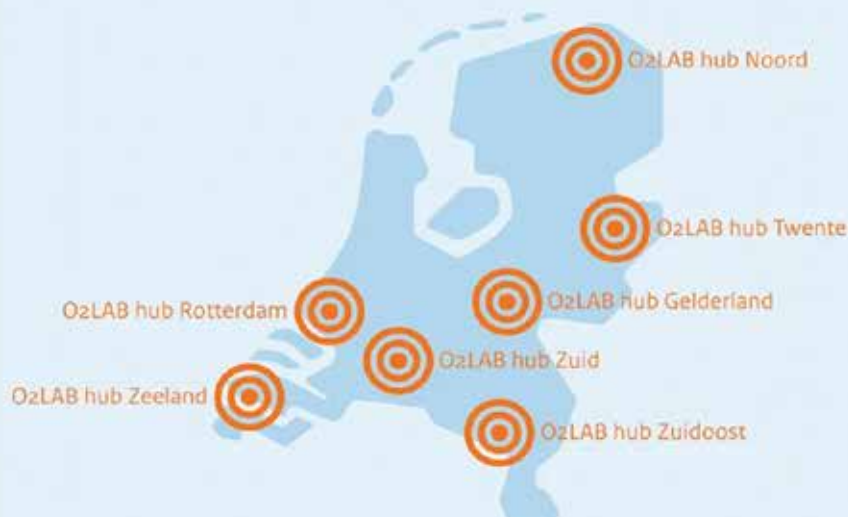 O2LAB hub Noord
O2LAB hub Twente
O2LAB hub Gelderland
O2LAB hub Rotterdam
O2LAB hub Zuid
O2LAB hub Zeeland
O2LAB hub Zuidoost